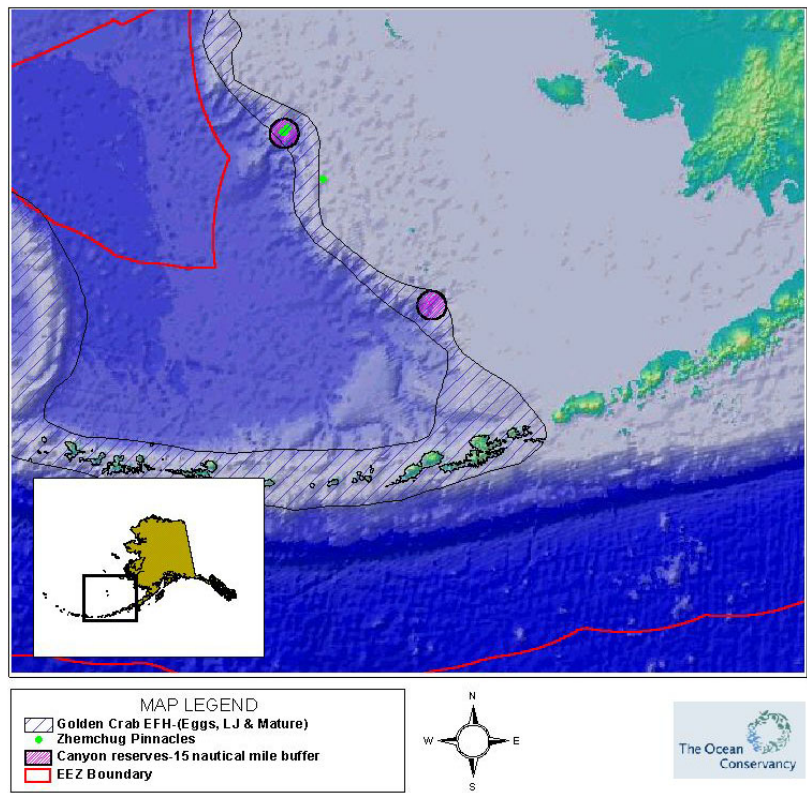 MAP LEGEND
Golden Crab EFH-(Eggs, LJ & Mature)
Zhemchug Pinnacles
Canyon reserves-15 nautical mile buffer
EEZ Boundary
N
W E
S
The Ocean
Conservancy